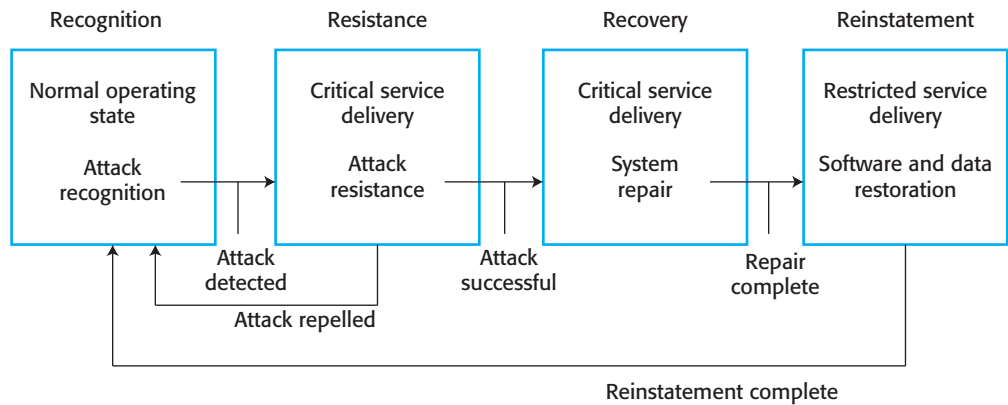 Recognition
Resistance
Recovery
Reinstatement
Normal operating
state
Attack
recognition
Critical service
delivery
Attack
resistance
Critical service
delivery
System
repair
Restricted service
delivery
Software and data
restoration
Attack
detected
Attack
successful
Repair
complete
Attack repelled
Reinstatement complete